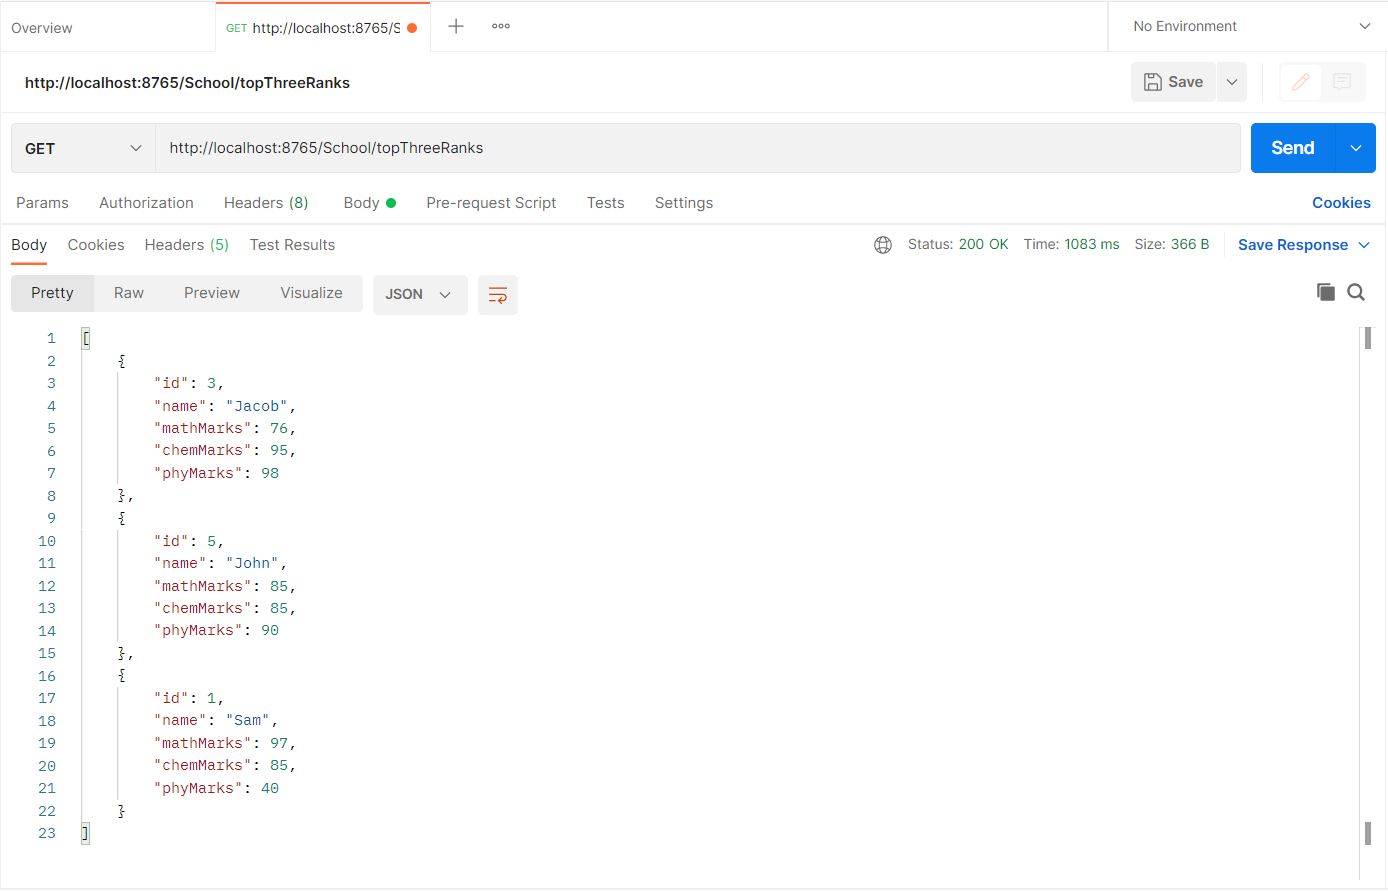 Overview
GET http://localhost:8765/S
No Environment
http://localhost:8765/School/topThreeRanks
Save
GET
http://localhost:8765/School/topThreeRanks
Send
Params Authorization Headers (8) Body Pre-request Script Tests Settings Cookies
Body Cookies Headers (5) Test Results Status: 200 OK Time: 1083 ms Size: 366 B Save Response
Pretty Raw Preview Visualize JSON
1 [
2 {
3 "id": 3,
4 "name": "Jacob",
5 "mathMarks": 76,
6 "chemMarks": 95,
7 "phyMarks": 98
8 },
9 {
10 "id": 5,
11 "name": "John",
12 "mathMarks": 85,
13 "chemMarks": 85,
14 "phyMarks": 90
15 },
16 {
17 "id": 1,
18 "name": "Sam",
19 "mathMarks": 97,
20 "chemMarks": 85,
21 "phyMarks": 40
22 }
23 ]